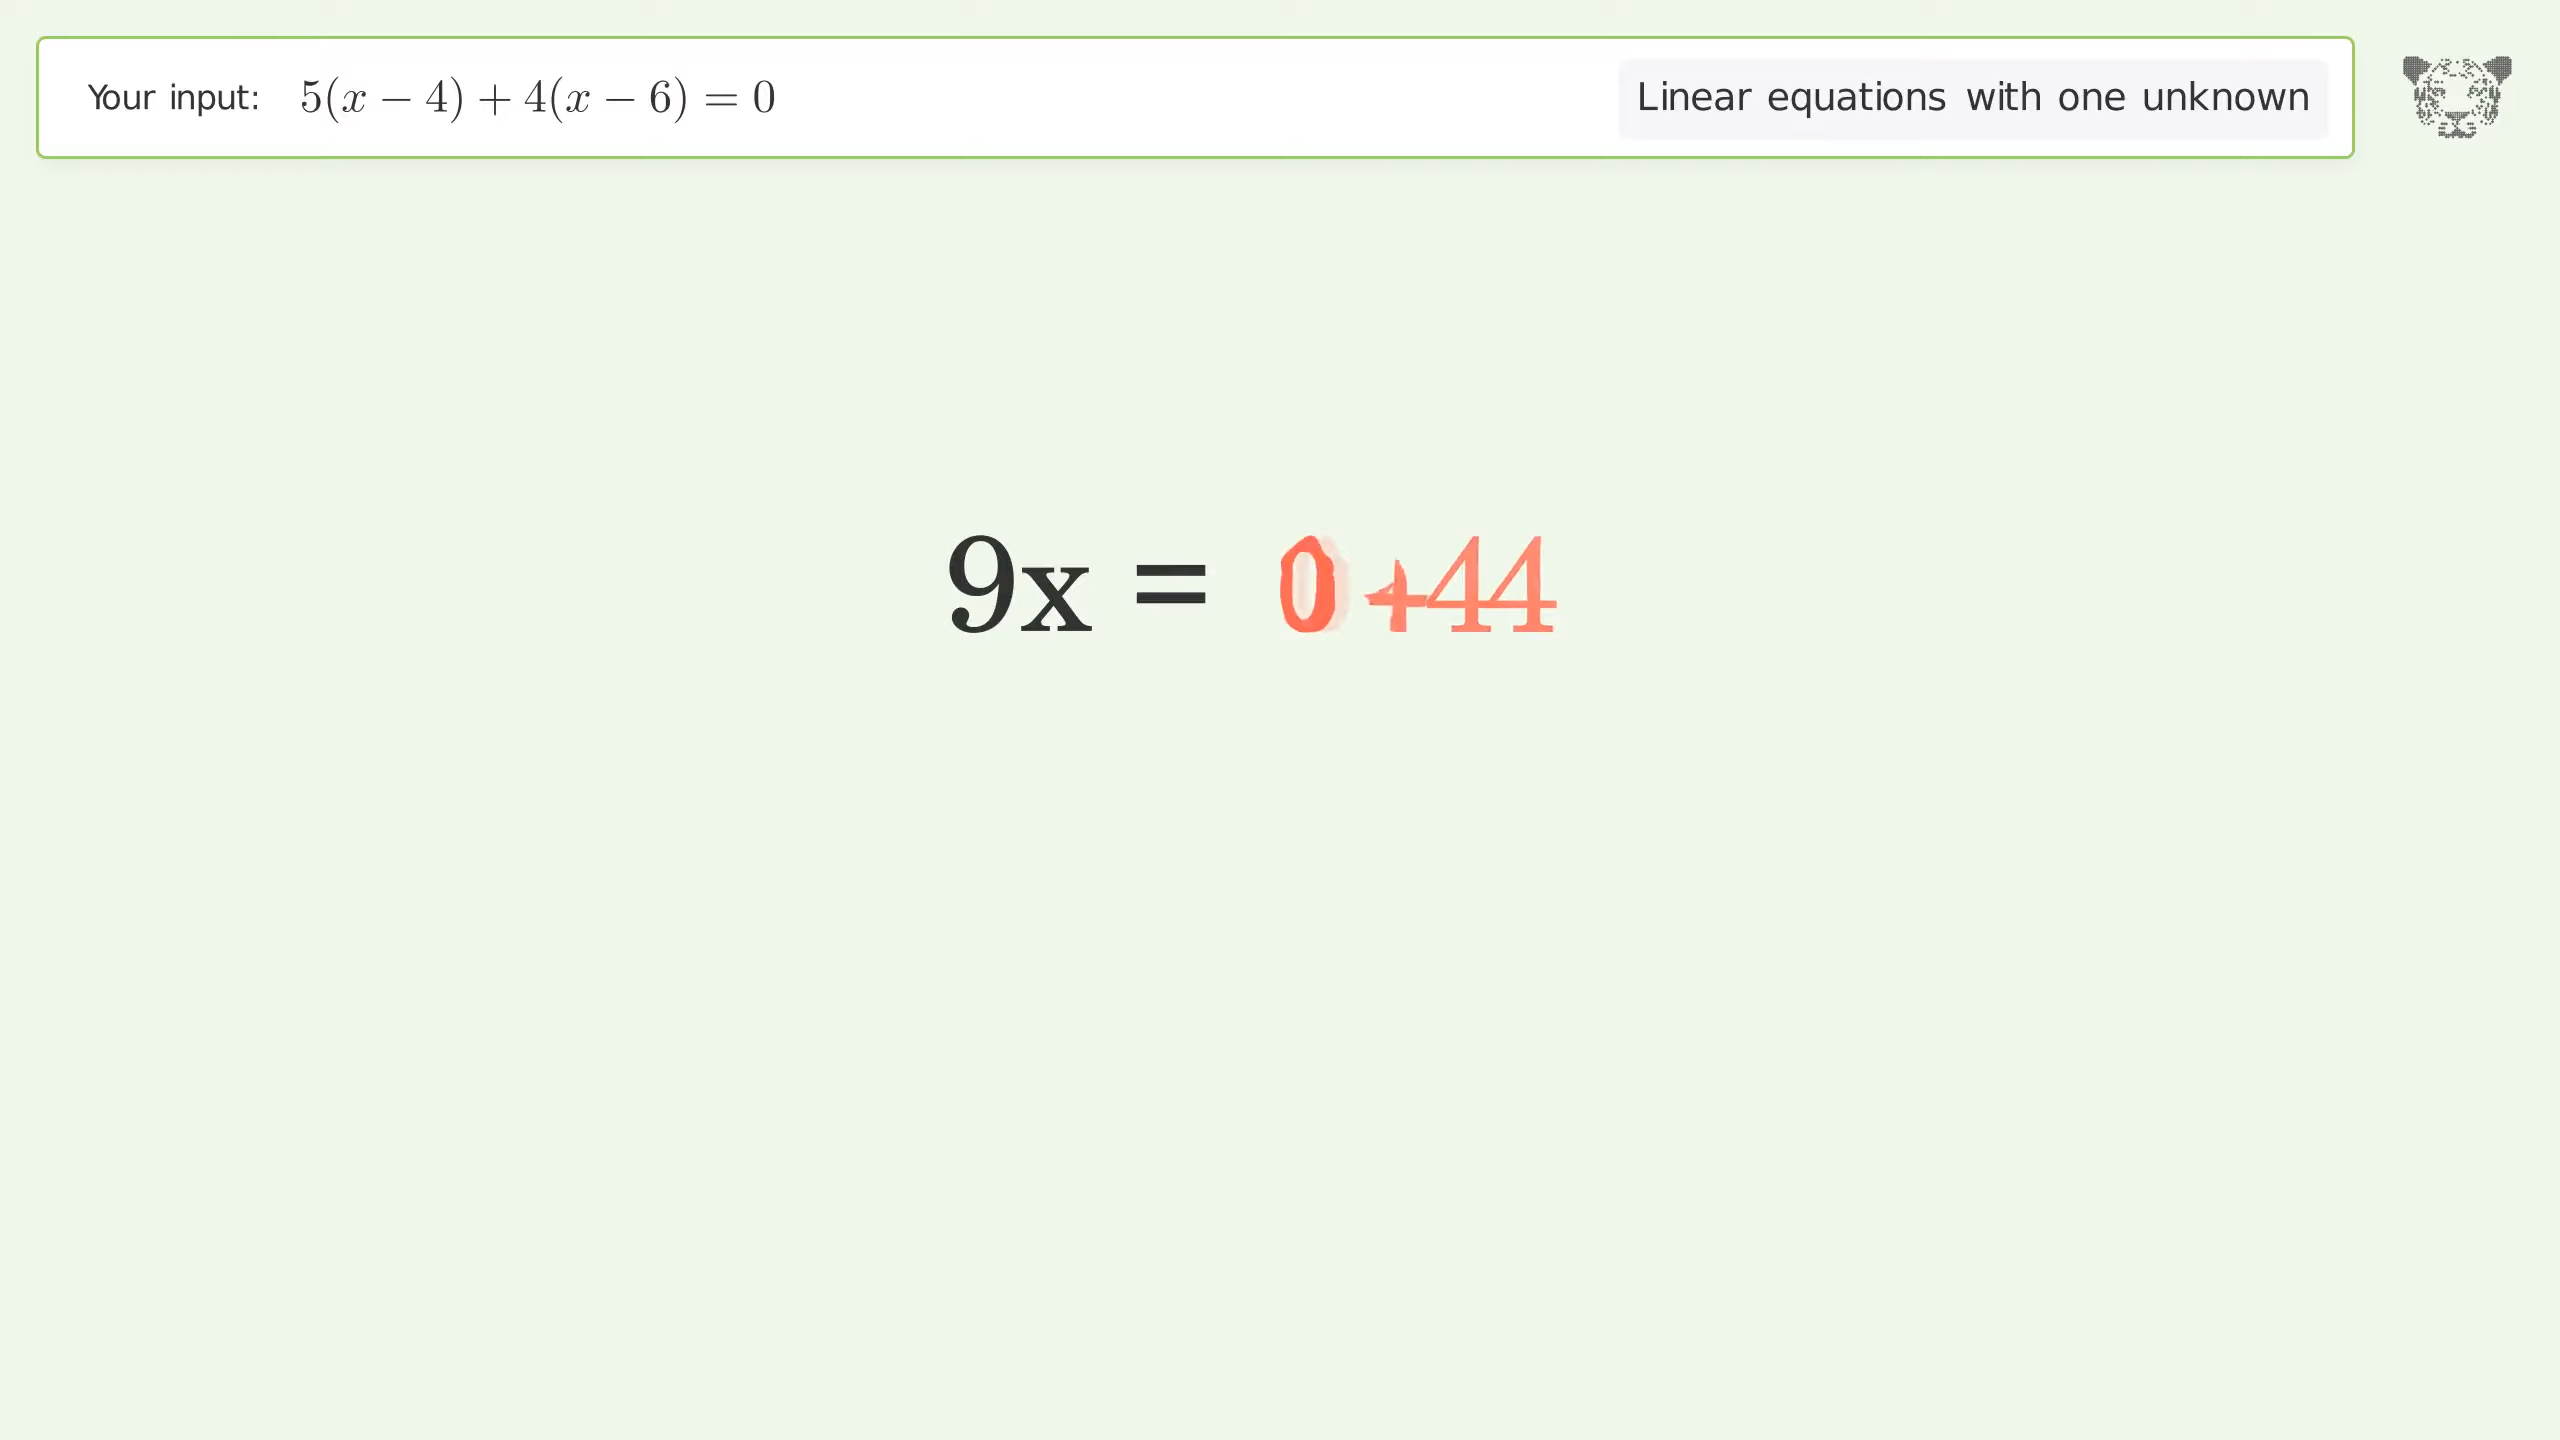 Your input: 5(x − 4) + 4(x − 6) = 0
Linear equations with one unknown
9x = 0+44